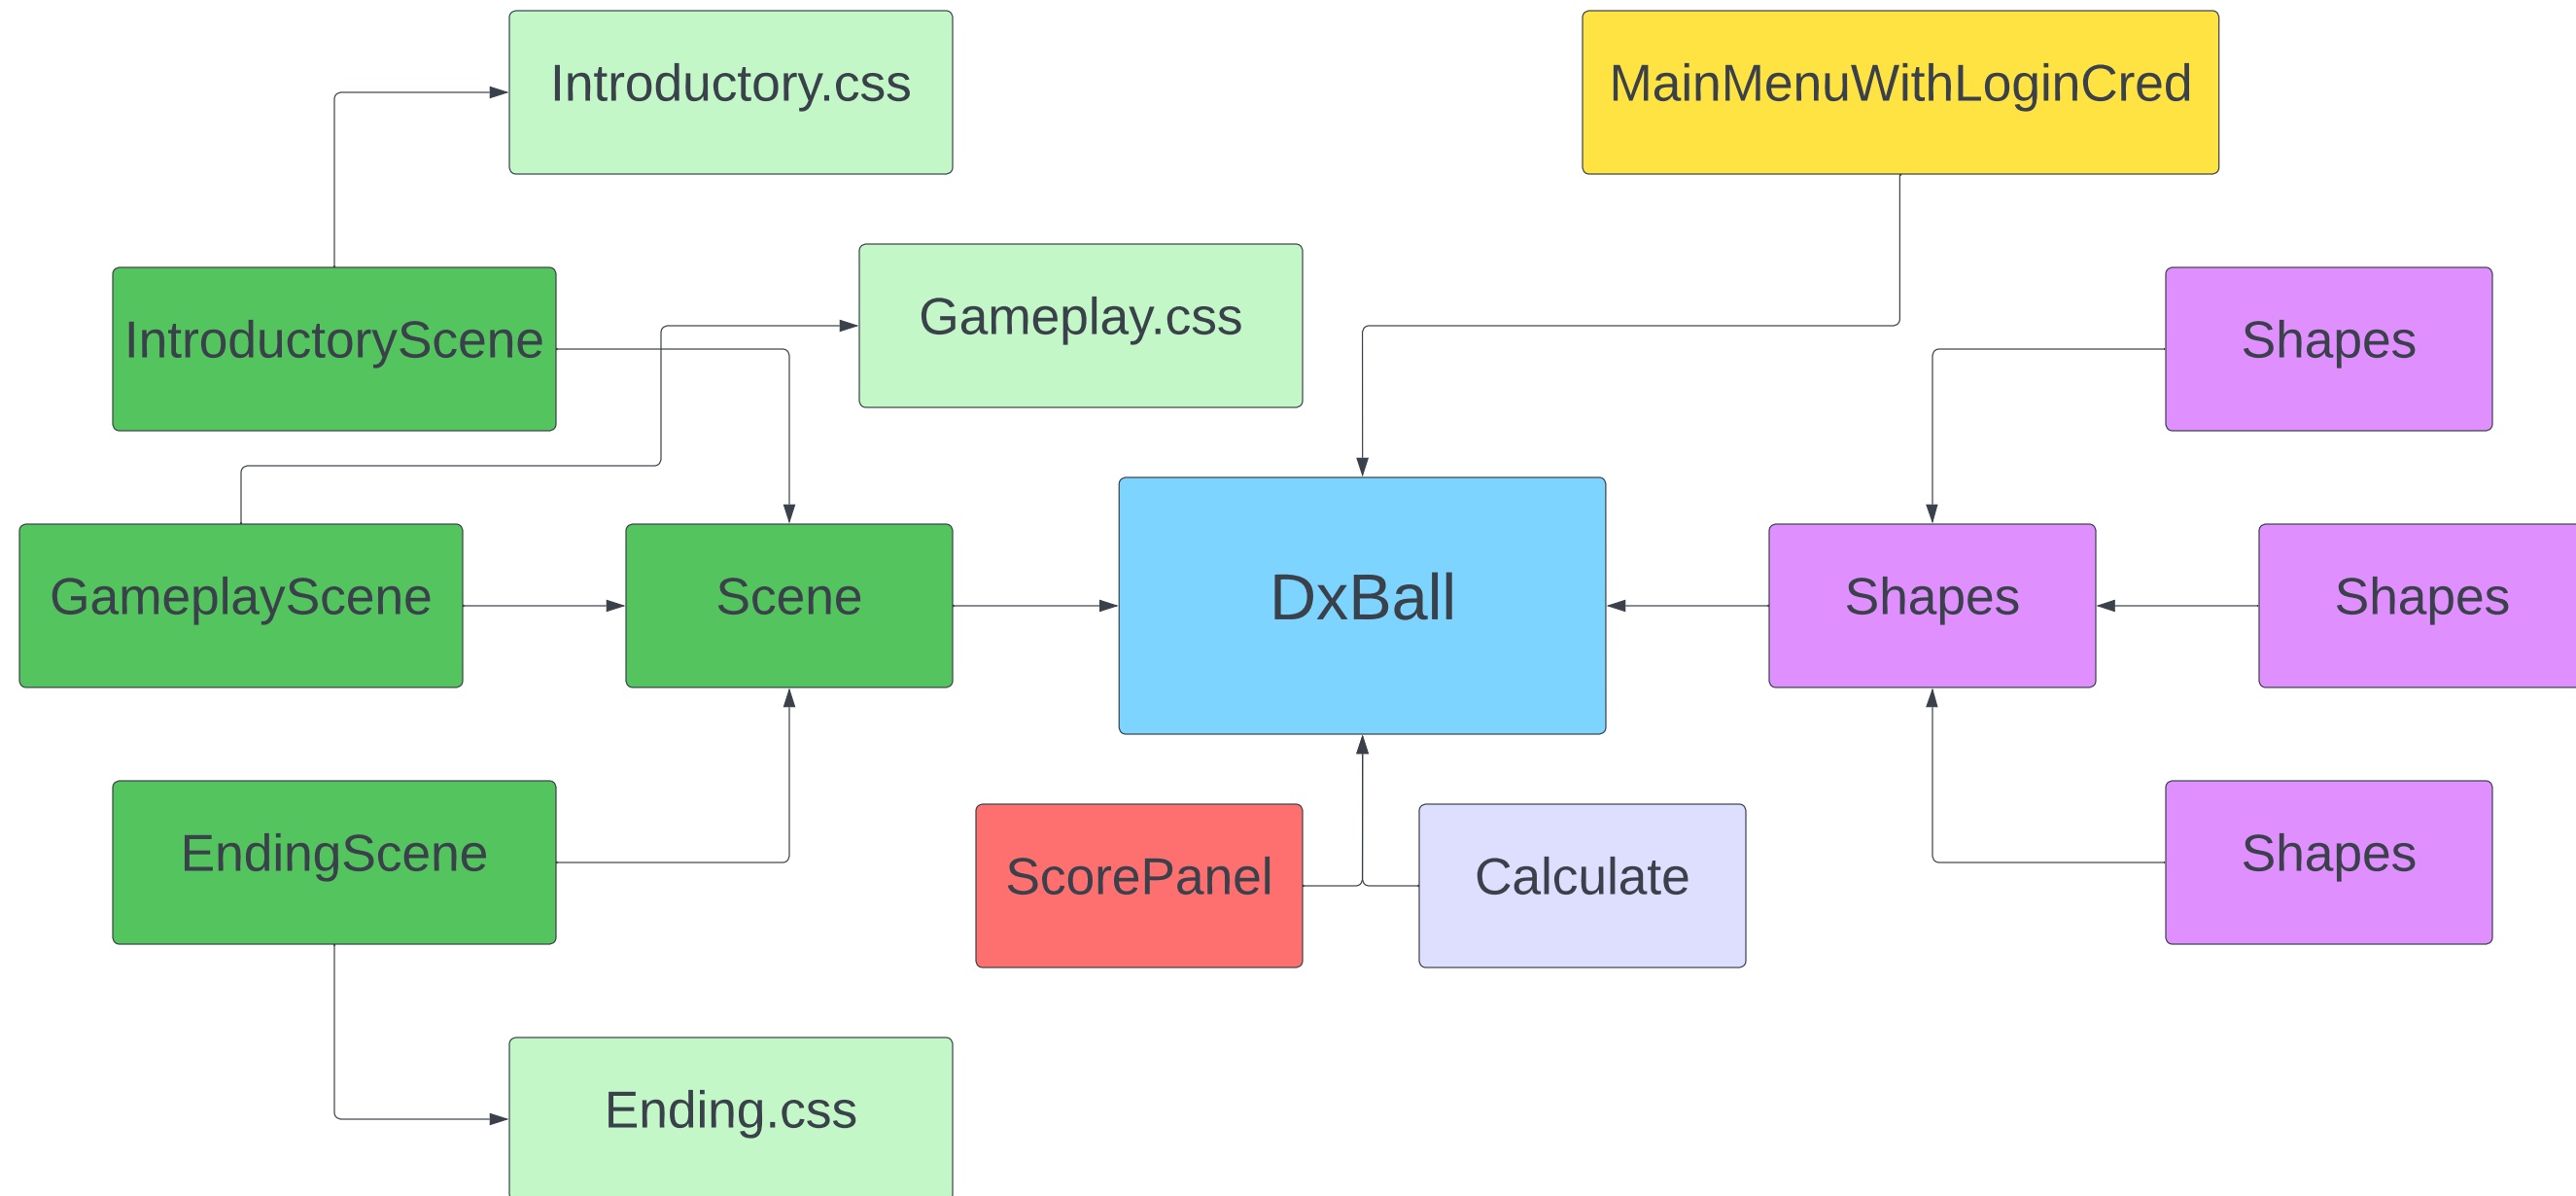 Introductory.css
MainMenuWithLoginCred
Gameplay.css
IntroductoryScene
Shapes
GameplayScene
Scene
DxBall
Shapes
Shapes
EndingScene
ScorePanel
Calculate
Shapes
Ending.css